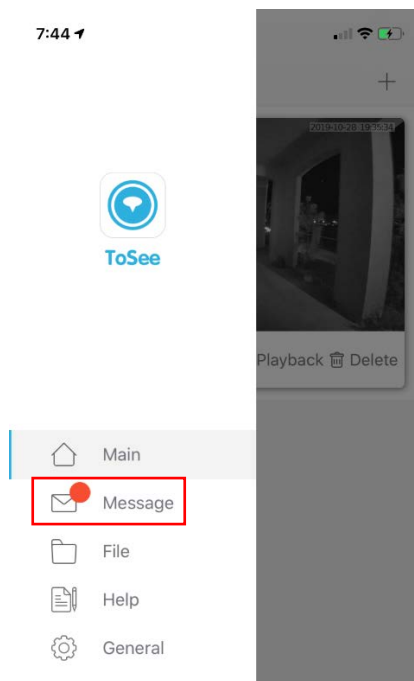 7:44
2019-10-28 19:35:34
ToSee
Playback Delete
Main
Message
File
Help
General